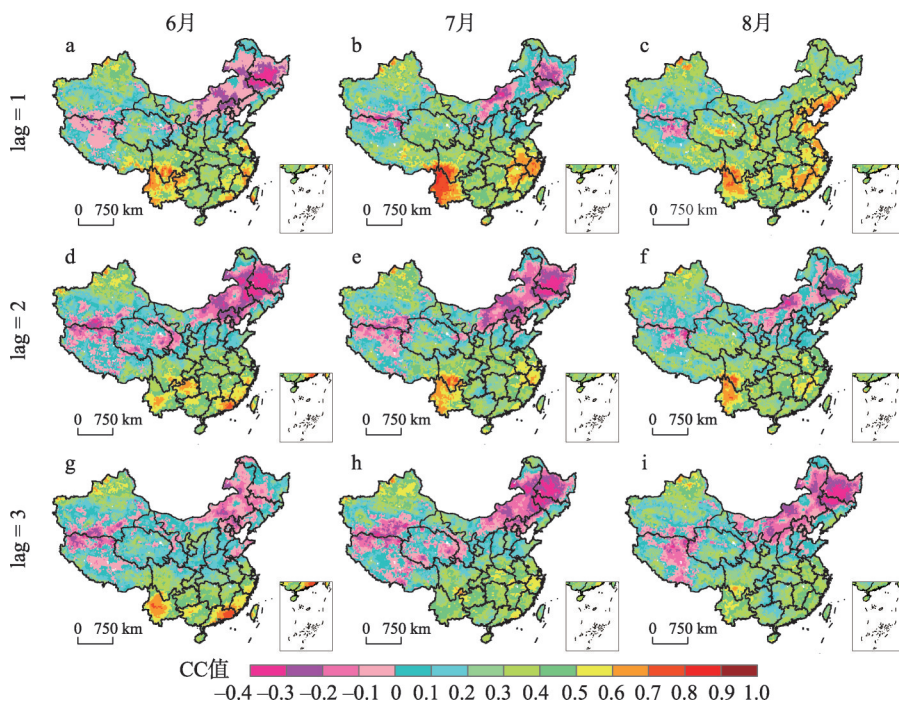 6月 7月 8月
lag = 1
a b c
0 750 km 0 750 km 0 750 km
lag = 2
d e f
0 750 km 0 750 km 0 750 km
lag = 3
g h i
0 750 km 0 750 km 0 750 km
CC值
–0.4 –0.3 –0.2 –0.1 0 0.1 0.2 0.3 0.4 0.5 0.6 0.7 0.8 0.9 1.0